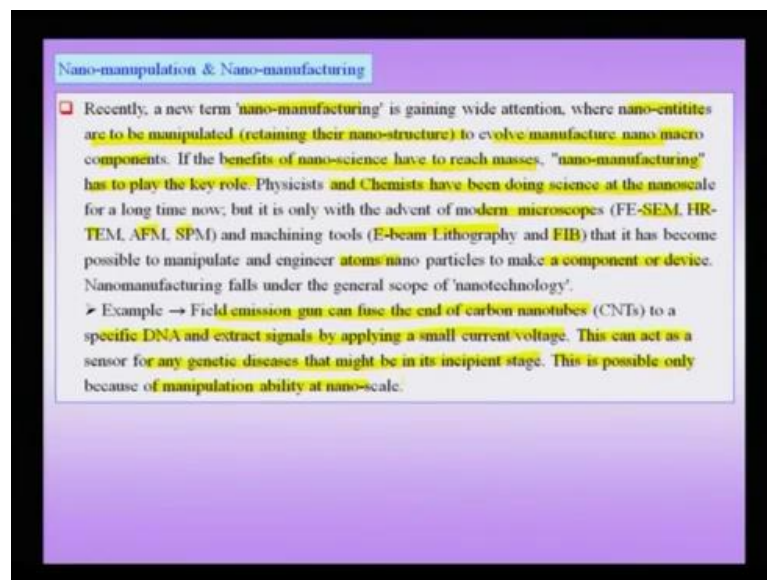 Nano-manupulation & Nano-manufacturing
Recently, a new term 'nano-manufacturing' is gaining wide attention, where nano-entitites
are to be manipulated (retaining their nano-structure) to evolve manufacture nano macro
components. If the benefits of nano-science have to reach masses, "nano-manufacturing"
has to play the key role. Physicists and Chemists have been doing science at the nanoscale
for a long time now; but it is only with the advent of modern microscopes (FE-SEM, HR-
TEM, AFM, SPM) and machining tools (E-beam Lithography and FIB) that it has become
possible to manipulate and engineer atoms nano particles to make a component or device.
Nanomanufacturing falls under the general scope of 'nanotechnology'.
➤ Example → Field emission gun can fuse the end of carbon nanotubes (CNTs) to a
specific DNA and extract signals by applying a small current voltage. This can act as a
sensor for any genetic diseases that might be in its incipient stage. This is possible only
because of manipulation ability at nano-scale.